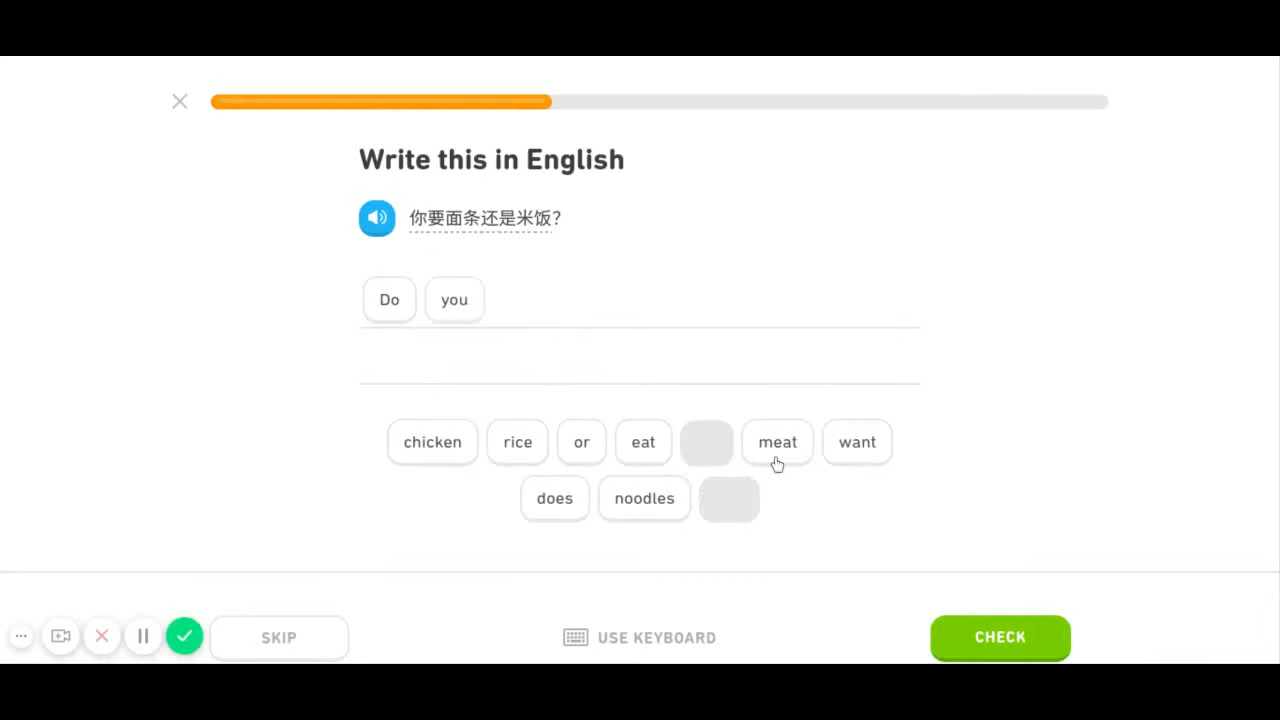 Write this in English
你要面条还是米饭?
Do you
chicken rice or eat meat want
does noodles
SKIP USE KEYBOARD CHECK